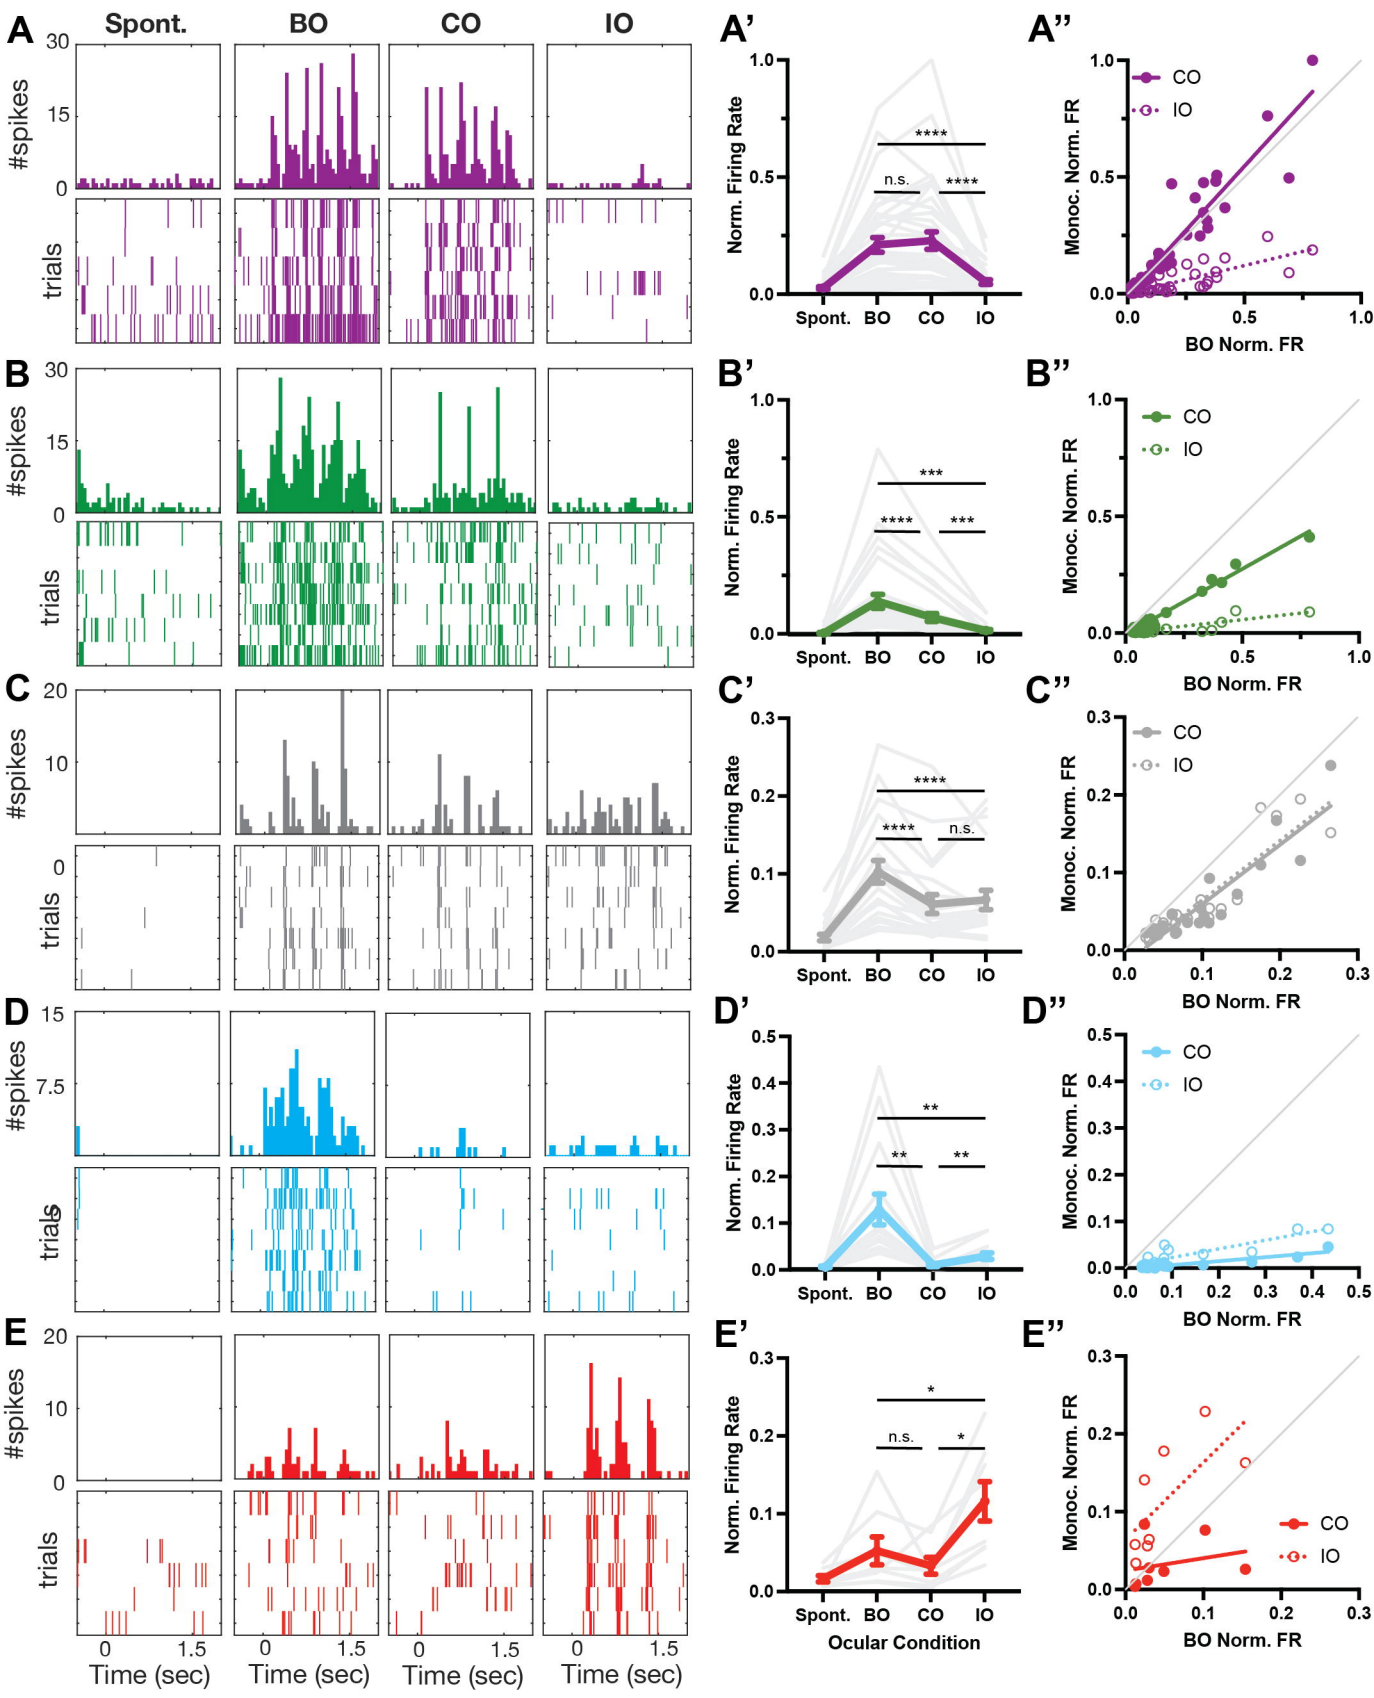 A
Spont.
BO
CO
IO
30
15
0
#spikes
trials
A’
1.0
0.5
0.0
Norm. Firing Rate
****
n.s.
****
Spont.
BO
CO
IO
A’’
1.0
0.5
0.0
Monoc. Norm. FR
CO
IO
0.0
0.5
1.0
BO Norm. FR
B
30
15
0
#spikes
trials
B’
1.0
0.5
0.0
Norm. Firing Rate
***
****
***
Spont.
BO
CO
IO
B’’
1.0
0.5
0.0
Monoc. Norm. FR
CO
IO
0.0
0.5
1.0
BO Norm. FR
C
20
10
0
#spikes
trials
C’
0.3
0.2
0.1
0.0
Norm. Firing Rate
****
****
n.s.
Spont.
BO
CO
IO
C’’
0.3
0.2
0.1
0.0
Monoc. Norm. FR
CO
IO
0.0
0.1
0.2
0.3
BO Norm. FR
D
15
7.5
#spikes
trials
D’
0.5
0.4
0.3
0.2
0.1
0.0
Norm. Firing Rate
**
**
**
Spont.
BO
CO
IO
D’’
0.5
0.4
0.3
0.2
0.1
0.0
Monoc. Norm. FR
CO
IO
0.0
0.1
0.2
0.3
0.4
0.5
BO Norm. FR
E
20
10
0
#spikes
trials
0
1.5
Time (sec)
0
1.5
Time (sec)
0
1.5
Time (sec)
0
1.5
Time (sec)
E’
0.3
0.2
0.1
0.0
Norm. Firing Rate
*
n.s.
*
Spont.
BO
CO
IO
Ocular Condition
E’’
0.3
0.2
0.1
0.0
Monoc. Norm. FR
CO
IO
0.0
0.1
0.2
0.3
BO Norm. FR